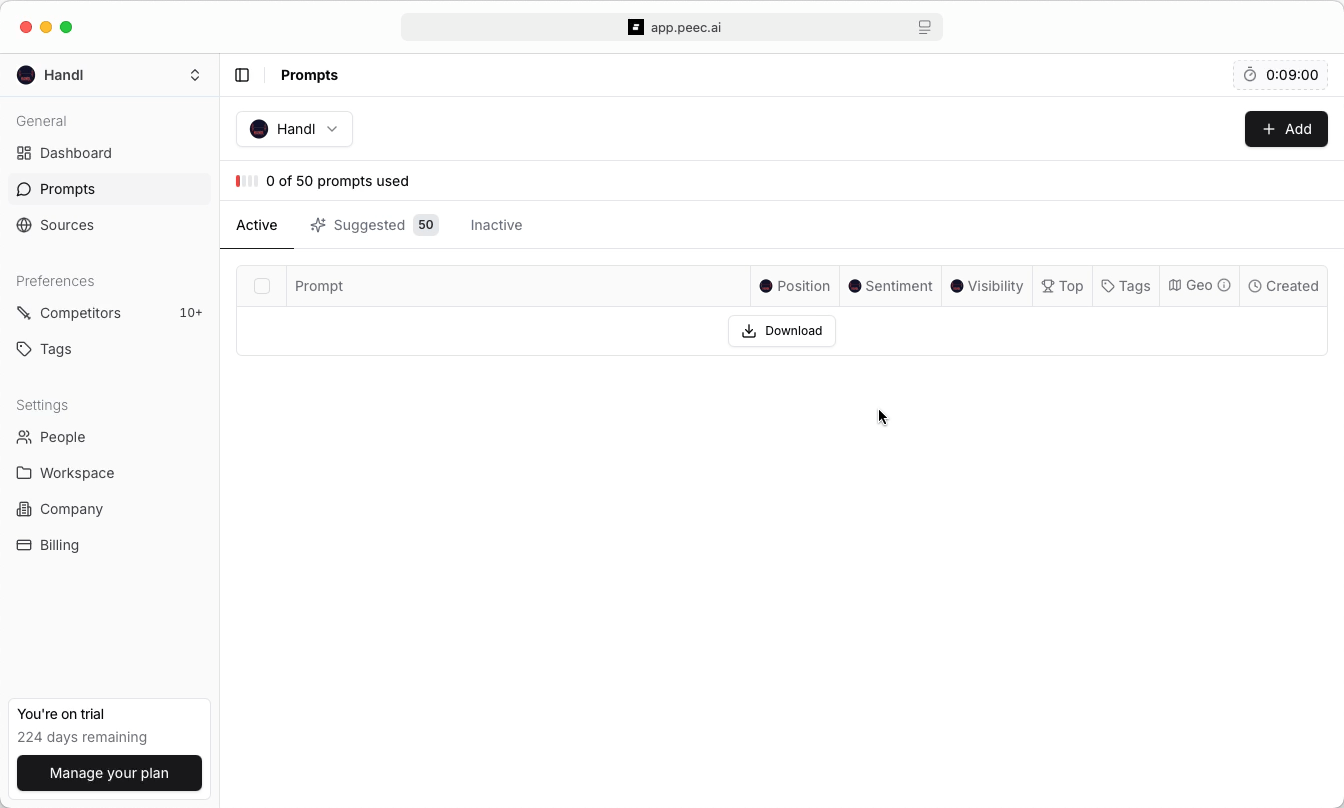 app.peec.ai
Handl
Prompts
0:09:00
General
Dashboard
Prompts
Sources
Preferences
Competitors 10+
Tags
Settings
People
Workspace
Company
Billing
You're on trial
224 days remaining
Manage your plan
Handl
Add
0 of 50 prompts used
Active Suggested 50 Inactive
Prompt Position Sentiment Visibility Top Tags Geo Created
Download